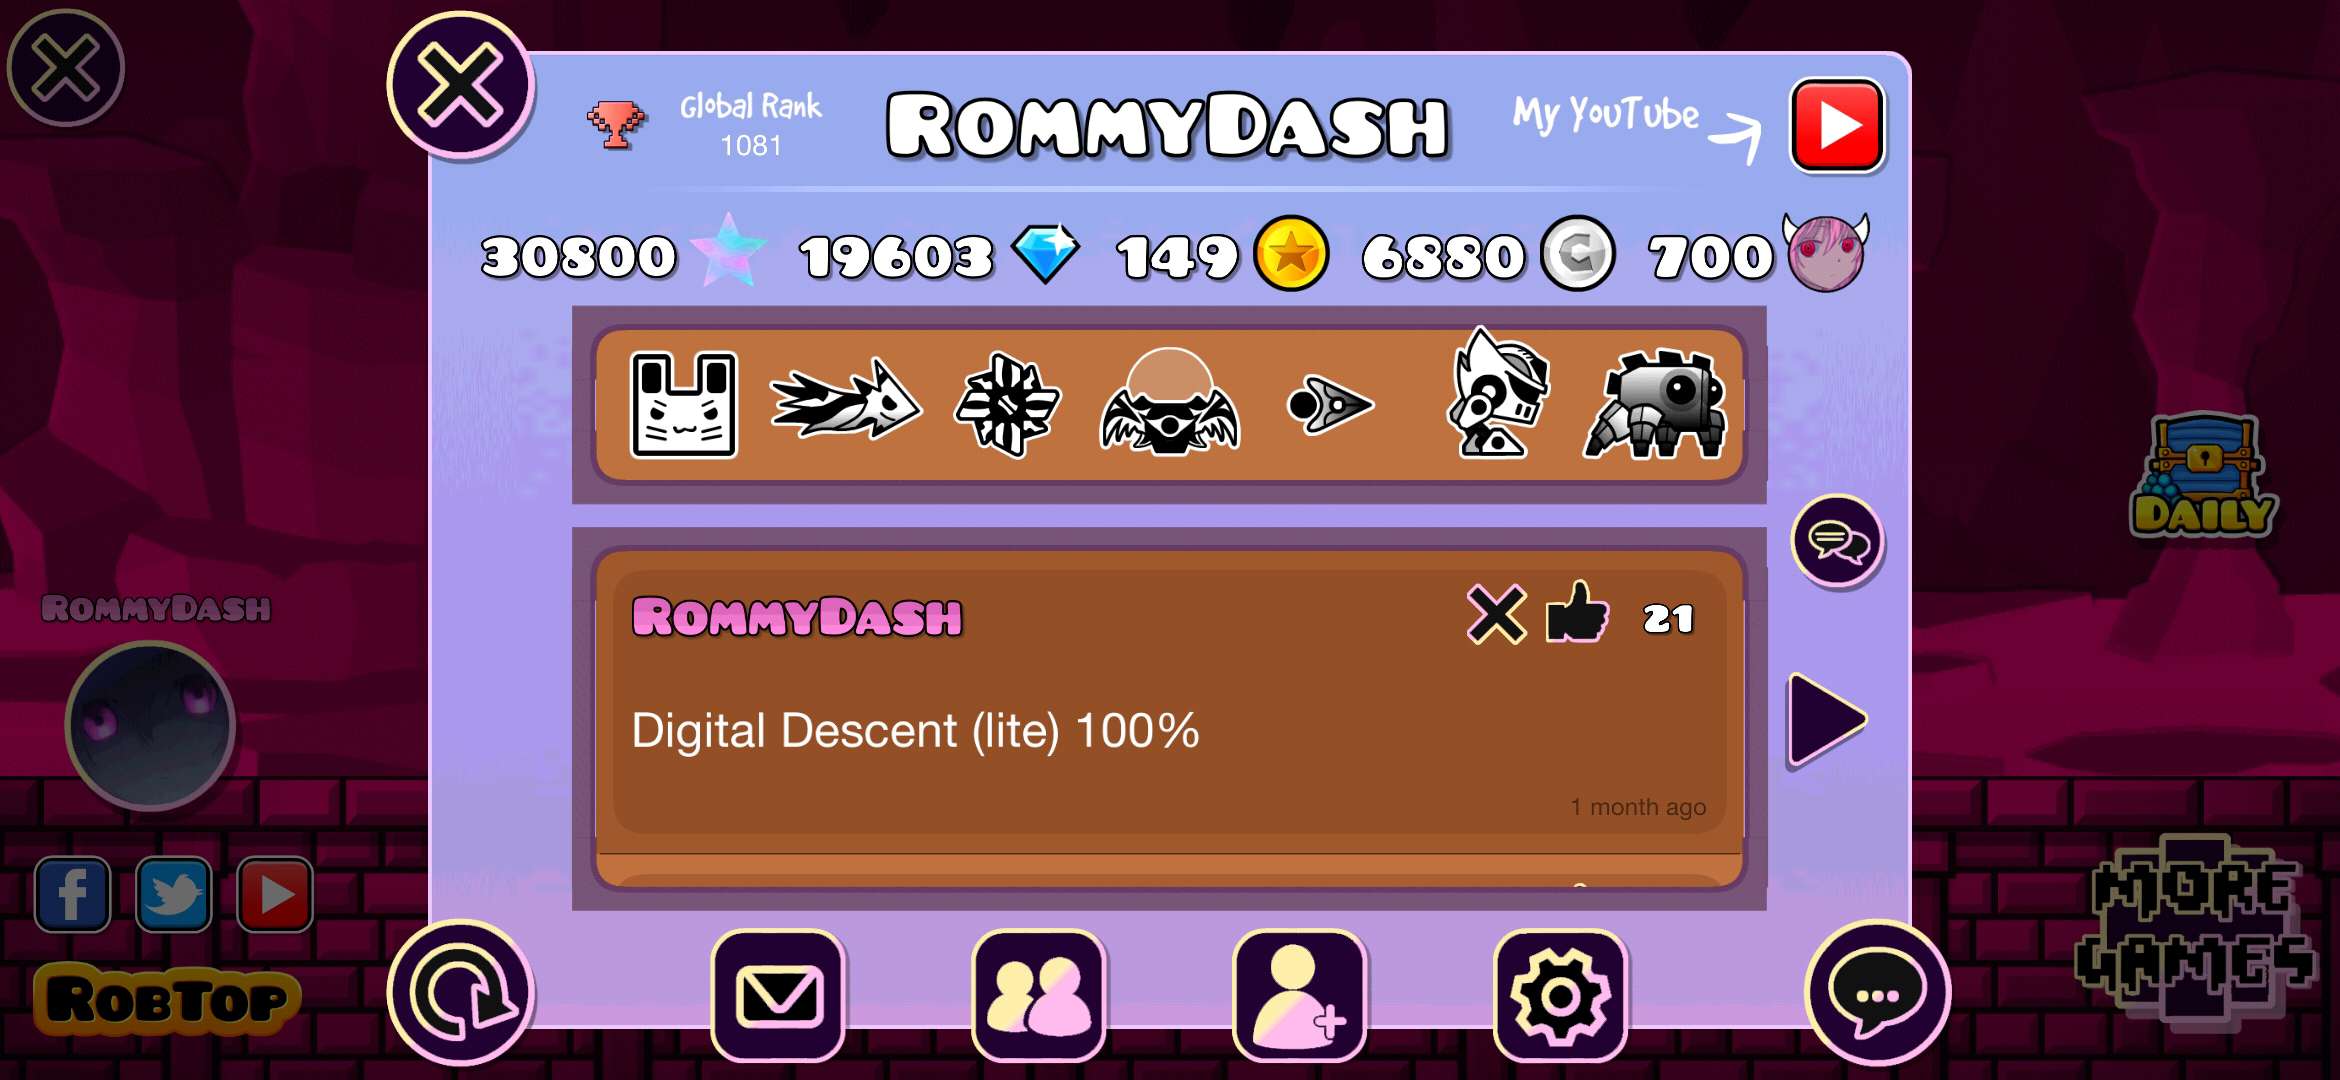 Global Rank
1081
RommyDash
My YouTube
30800
19603
149
6880
700
RommyDash
21
Digital Descent (lite) 100%
1 month ago
RommyDash
Daily
RobTop
MORE
GAMES